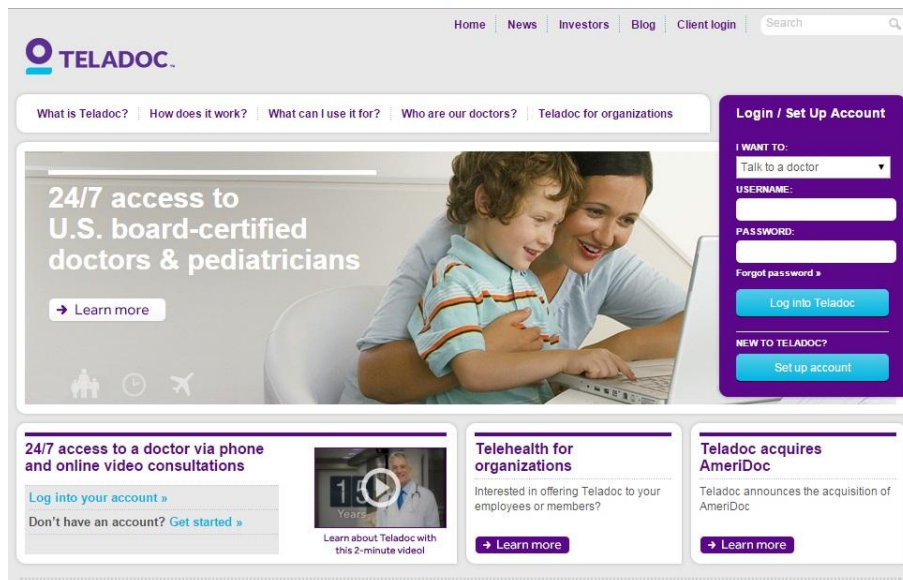 Home News Investors Blog Client login Search
TELADOC™
What is Teladoc? How does it work? What can I use it for? Who are our doctors? Teladoc for organizations
Login / Set Up Account
I WANT TO:
Talk to a doctor
USERNAME:
PASSWORD:
Forgot password »
Log into Teladoc
NEW TO TELADOC?
Set up account
24/7 access to
U.S. board-certified
doctors & pediatricians
Learn more
24/7 access to a doctor via phone
and online video consultations
Log into your account »
Don't have an account? Get started »
15
Years
Learn about Teladoc with
this 2-minute video!
Telehealth for
organizations
Interested in offering Teladoc to your
employees or members?
Learn more
Teladoc acquires
AmeriDoc
Teladoc announces the acquisition of
AmeriDoc
Learn more